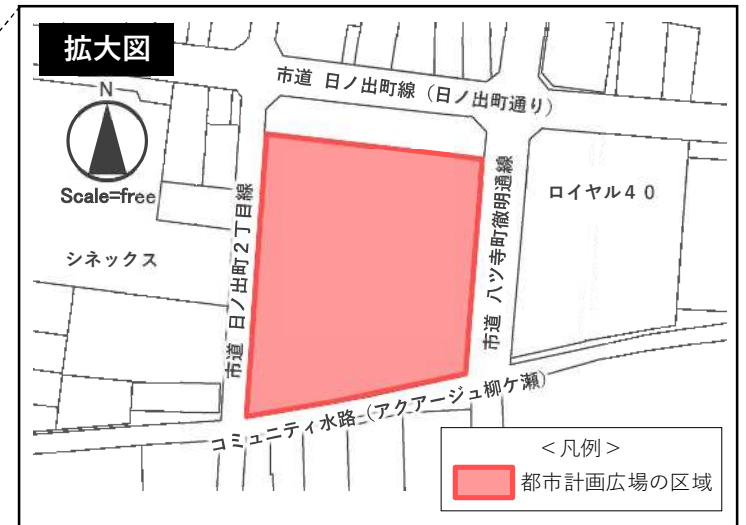 拡大図
N
Scale=free
市道 日ノ出町線（日ノ出町通り）
市道 日ノ出町２丁目線
市道 八ツ寺町徹明通線
ロイヤル４０
シネックス
コミュニティ水路（アクアージュ柳ケ瀬）
＜凡例＞
都市計画広場の区域